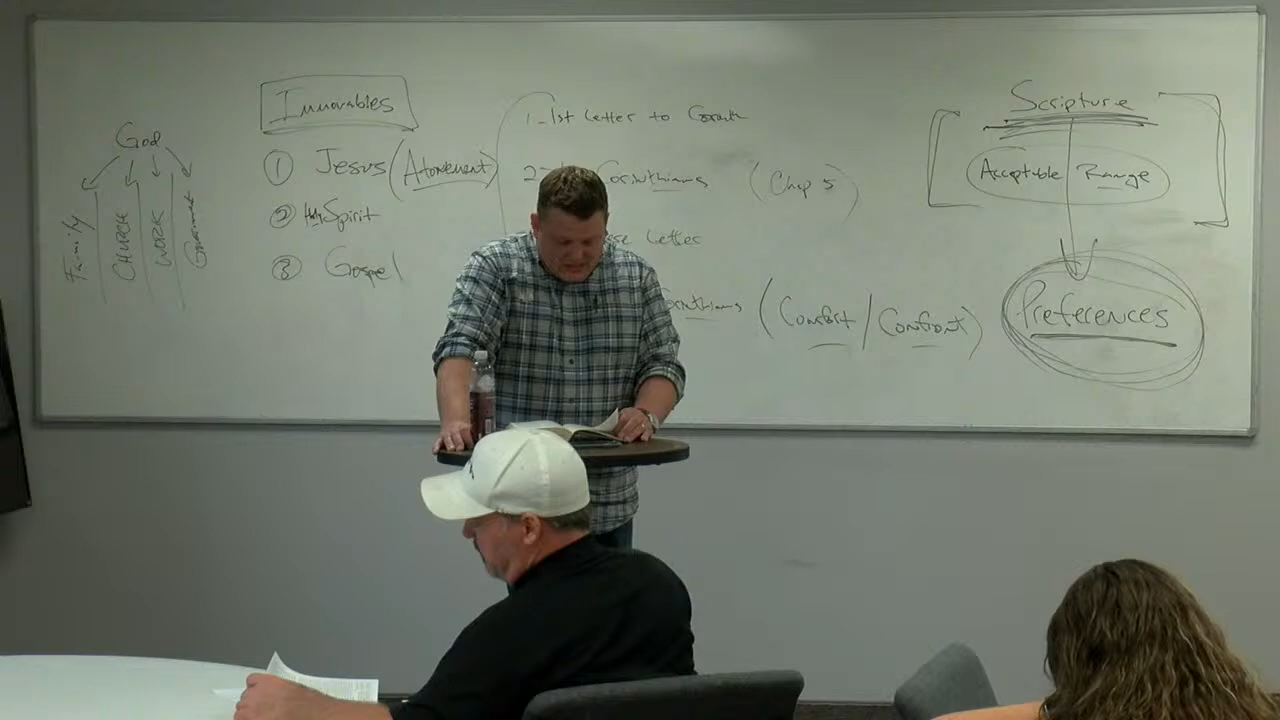 God
Family
CHURCH
WORK
Government
Immovables
① Jesus (Atonement)
② Holy Spirit
③ Gospel
1- 1st Letter to Corinth
2- Corinthians (Chap 5)
Letter
Corinthians (Comfort / Confront)
Scripture
Acceptable Range
Preferences